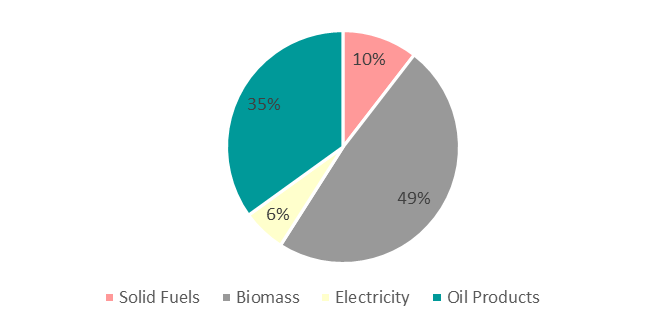 10%
35%
49%
6%
Solid Fuels Biomass Electricity Oil Products